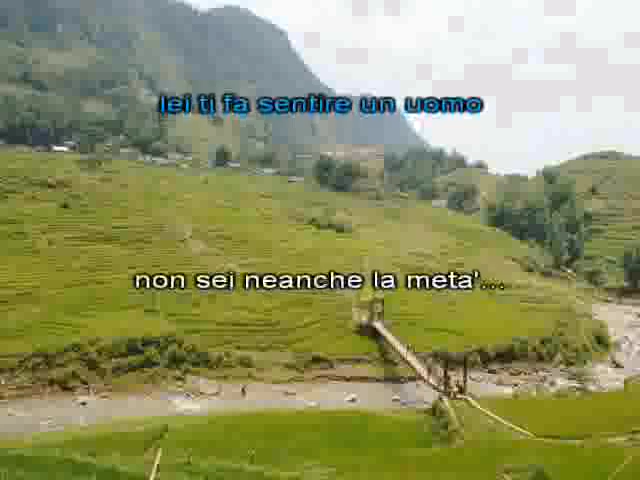 lei ti fa sentire un uomo
non sei neanche la meta'...